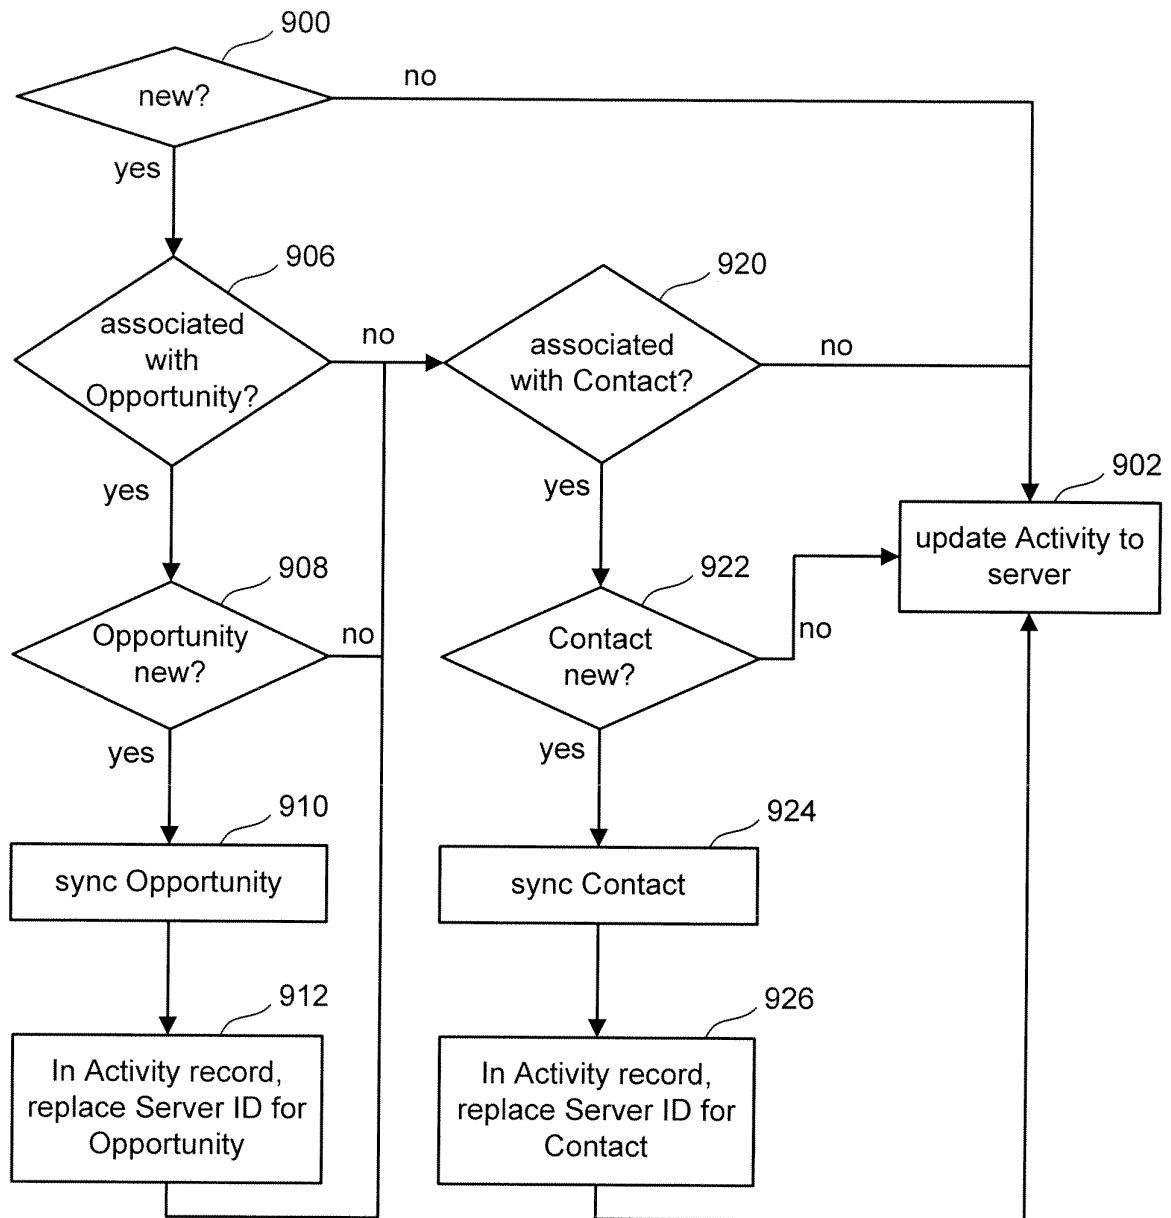 900
new?
no
yes
906
associated
with
Opportunity?
no
920
associated
with Contact?
no
yes
yes
902
update Activity to
server
908
Opportunity
new?
no
922
Contact
new?
no
yes
yes
910
sync Opportunity
924
sync Contact
912
In Activity record,
replace Server ID for
Opportunity
926
In Activity record,
replace Server ID for
Contact